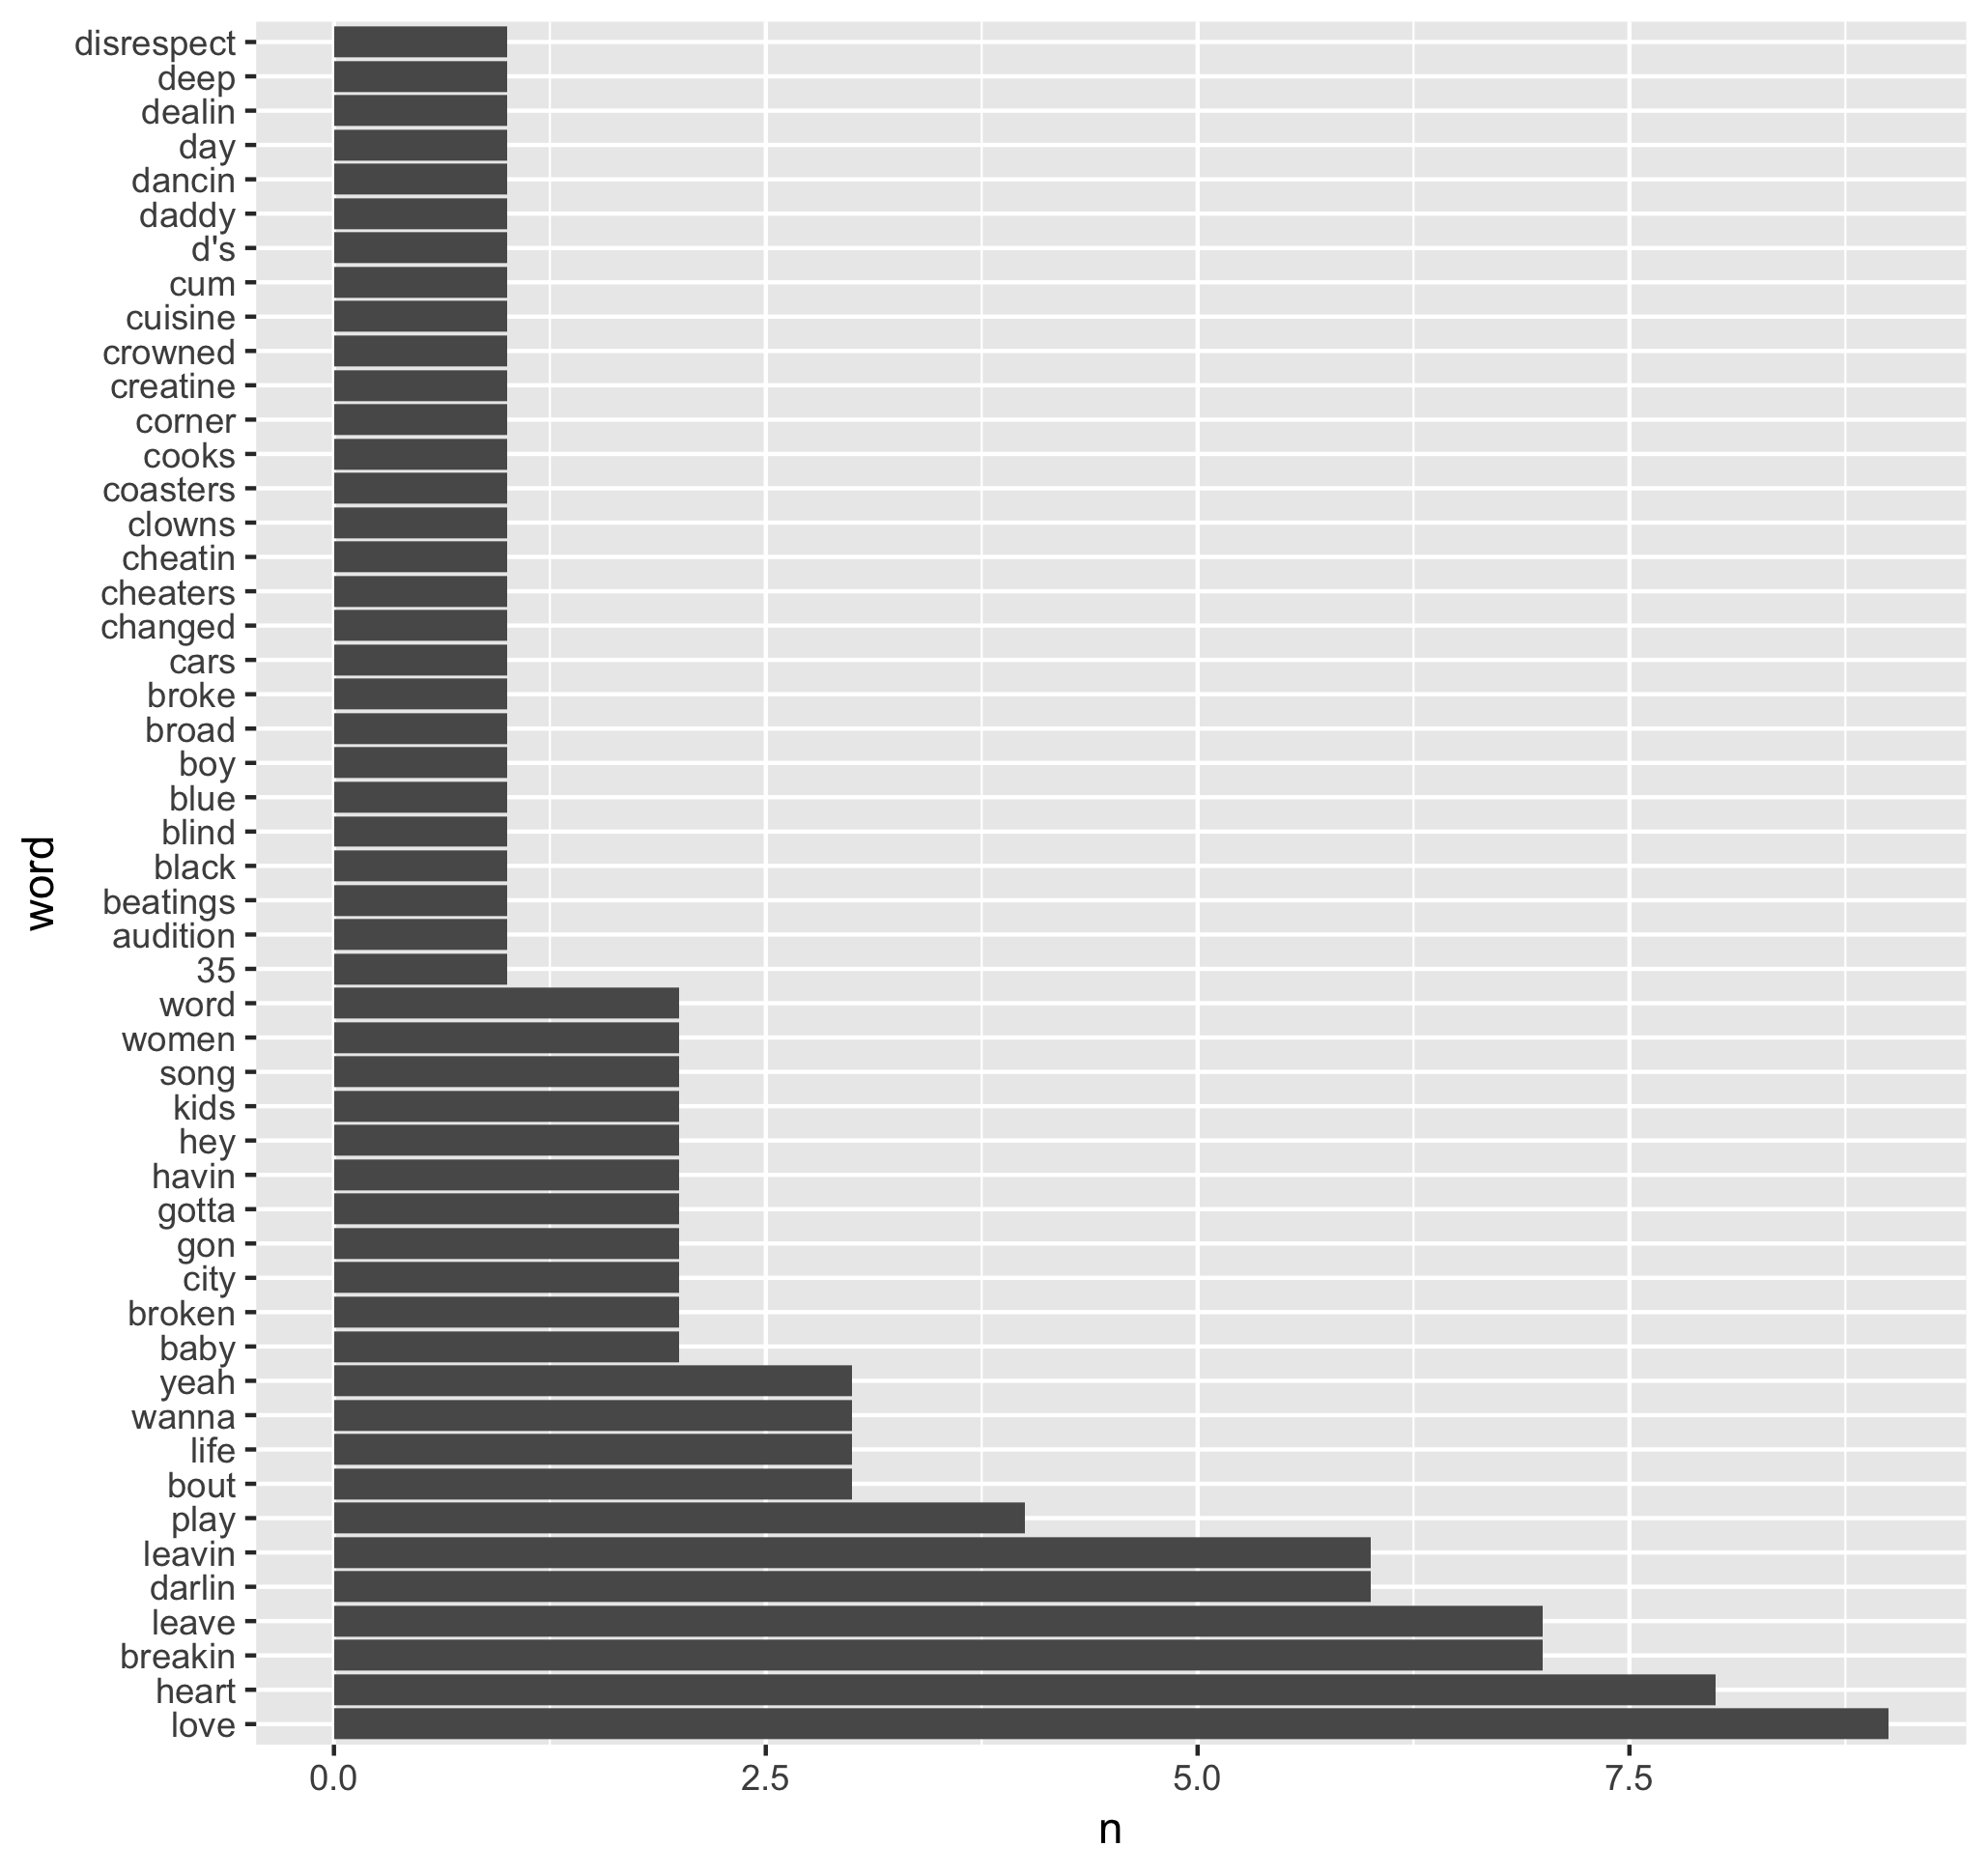 disrespect
deep
dealin
day
dancin
daddy
d's
cum
cuisine
crowned
creatine
corner
cooks
coasters
clowns
cheatin
cheaters
changed
cars
broke
broad
boy
blue
blind
black
beatings
audition
35
word
women
song
kids
hey
havin
gotta
gon
city
broken
baby
yeah
wanna
life
bout
play
leavin
darlin
leave
breakin
heart
love
word
0.0 2.5 5.0 7.5
n